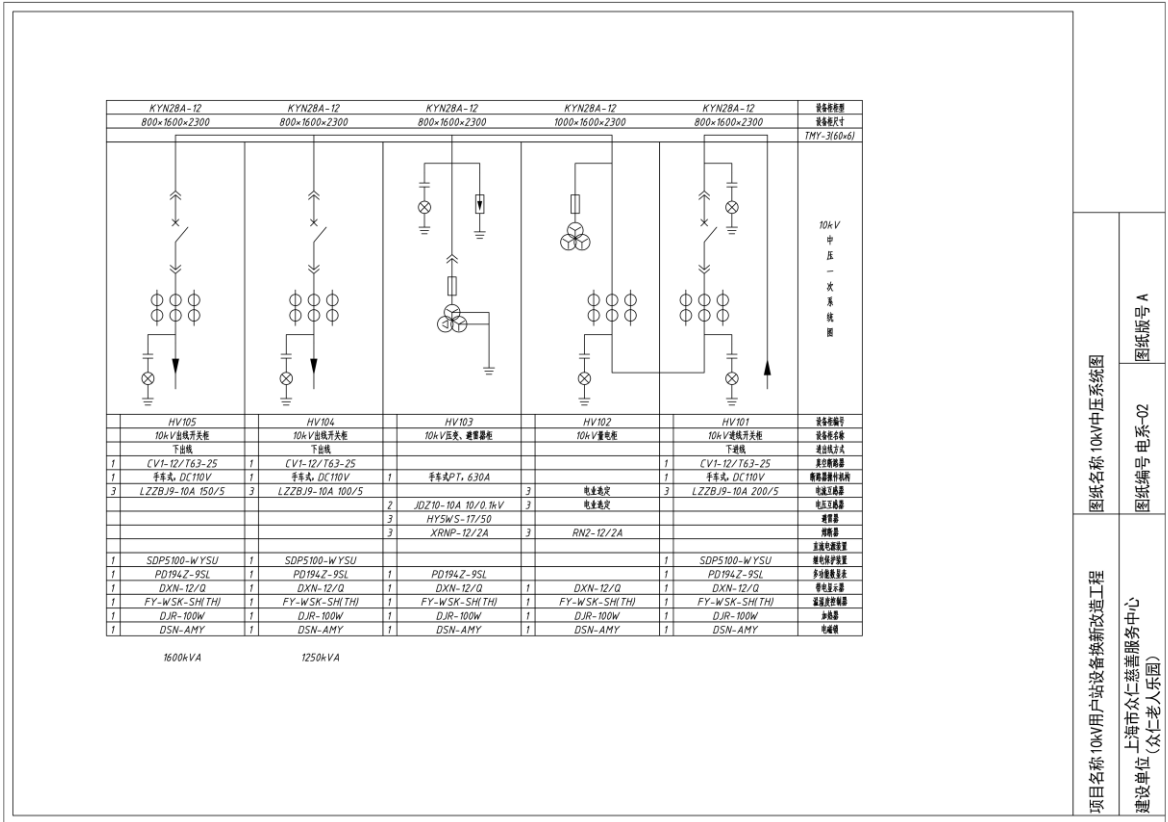 KYN28A-12 KYN28A-12 KYN28A-12 KYN28A-12 KYN28A-12 设备柜柜型
800×1600×2300 800×1600×2300 800×1600×2300 1000×1600×2300 800×1600×2300 设备柜尺寸
TMY-3(60×6)
10kV
中
压
一
次
系
统
图
HV105 HV104 HV103 HV102 HV101 设备柜编号
10kV出线开关柜 10kV出线开关柜 10kV压变、避雷器柜 10kV量电柜 10kV进线开关柜 设备柜名称
下出线 下出线 下进线 进出线方式
1 CV1-12/T63-25 1 CV1-12/T63-25 1 CV1-12/T63-25 真空断路器
1 手车式, DC110V 1 手车式, DC110V 1 手车式PT, 630A 1 手车式, DC110V 断路器操作机构
3 LZZBJ9-10A 150/5 3 LZZBJ9-10A 100/5 3 电业选定 3 LZZBJ9-10A 200/5 电流互感器
2 JDZ10-10A 10/0.1kV 3 电业选定 电压互感器
3 HY5WS-17/50 避雷器
3 XRNP-12/2A 3 RN2-12/2A 熔断器
直流电源装置
1 SDP5100-WYSU 1 SDP5100-WYSU 1 SDP5100-WYSU 继电保护装置
1 PD194Z-9SL 1 PD194Z-9SL 1 PD194Z-9SL 1 PD194Z-9SL 多功能数显表
1 DXN-12/Q 1 DXN-12/Q 1 DXN-12/Q 1 DXN-12/Q 1 DXN-12/Q 带电显示器
1 FY-WSK-SH(TH) 1 FY-WSK-SH(TH) 1 FY-WSK-SH(TH) 1 FY-WSK-SH(TH) 1 FY-WSK-SH(TH) 温湿度控制器
1 DJR-100W 1 DJR-100W 1 DJR-100W 1 DJR-100W 1 DJR-100W 加热器
1 DSN-AMY 1 DSN-AMY 1 DSN-AMY 1 DSN-AMY 1 DSN-AMY 电磁锁
1600kVA 1250kVA
项目名称 10kV用户站设备换新改造工程
图纸名称 10kV中压系统图
建设单位 上海市众仁慈善服务中心
(众仁老人乐园)
图纸编号 电系-02
图纸版号 A